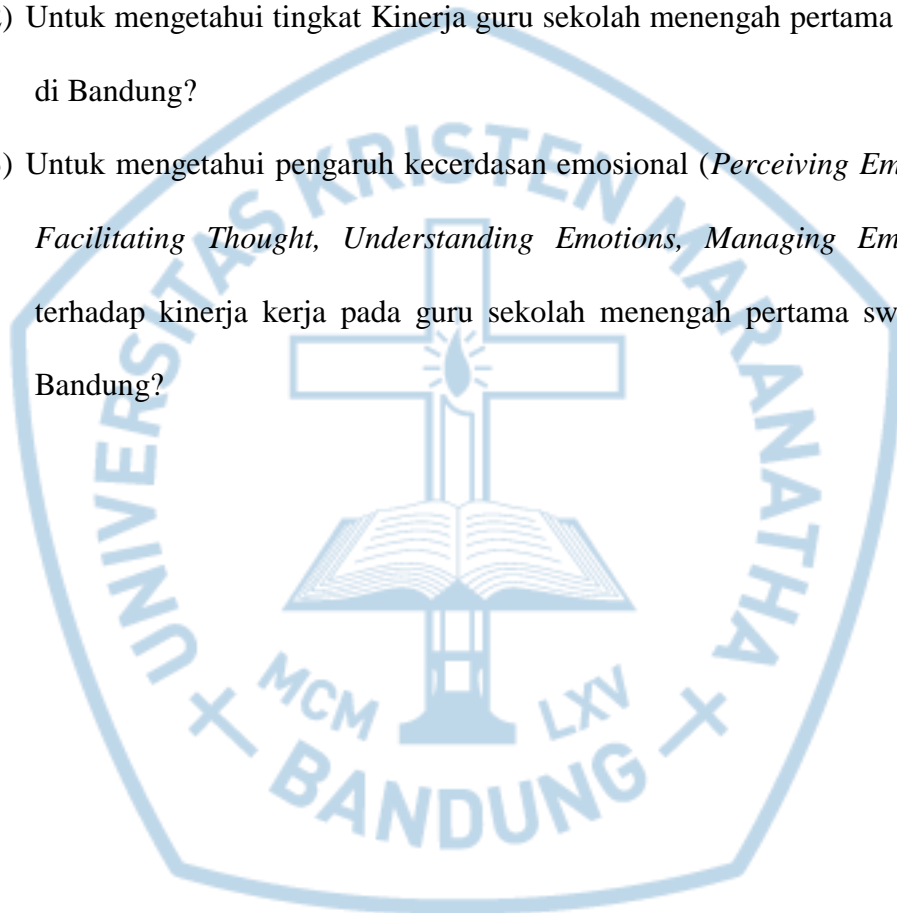 ) Untuk mengetahui tingkat Kinerja guru sekolah menengah pertama
di Bandung?
) Untuk mengetahui pengaruh kecerdasan emosional (Perceiving Em
Facilitating Thought, Understanding Emotions, Managing Em
terhadap kinerja kerja pada guru sekolah menengah pertama sw
Bandung?
UNIVERSITAS KRISTEN MARANATHA
MCM LXV
BANDUNG